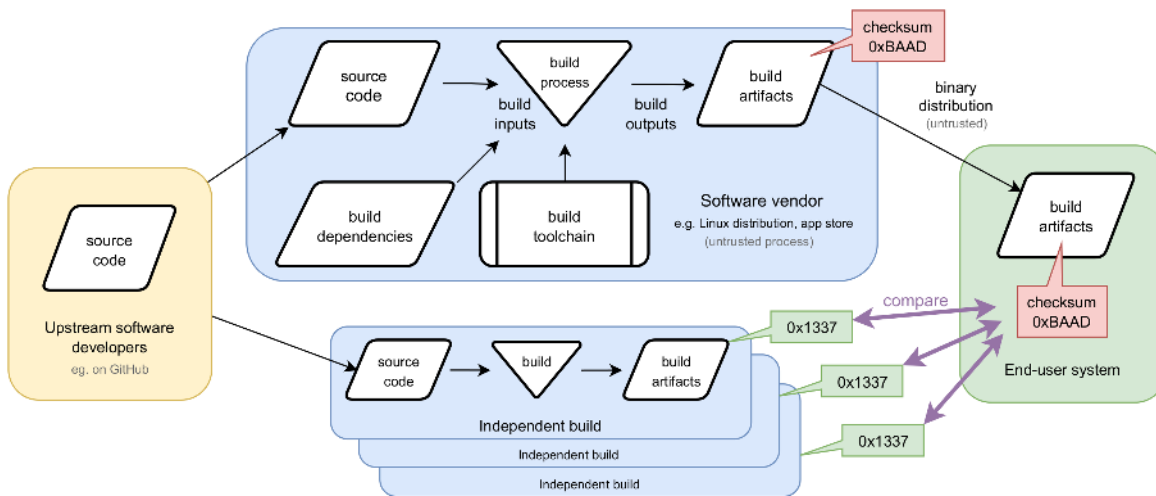 checksum
0xBAAD
source
code
build
process
build
inputs
build
outputs
build
artifacts
binary
distribution
(untrusted)
build
dependencies
build
toolchain
Software vendor
e.g. Linux distribution, app store
(untrusted process)
source
code
Upstream software
developers
eg. on GitHub
build
artifacts
checksum
0xBAAD
End-user system
compare
0x1337
0x1337
0x1337
source
code
build
build
artifacts
Independent build
Independent build
Independent build